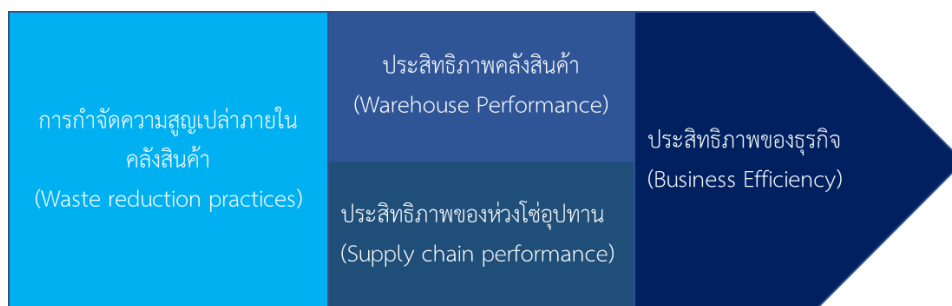 การกำจัดความสูญเปล่าภายใน
คลังสินค้า
(Waste reduction practices)
ประสิทธิภาพคลังสินค้า
(Warehouse Performance)
ประสิทธิภาพของห่วงโซ่อุปทาน
(Supply chain performance)
ประสิทธิภาพของธุรกิจ
(Business Efficiency)